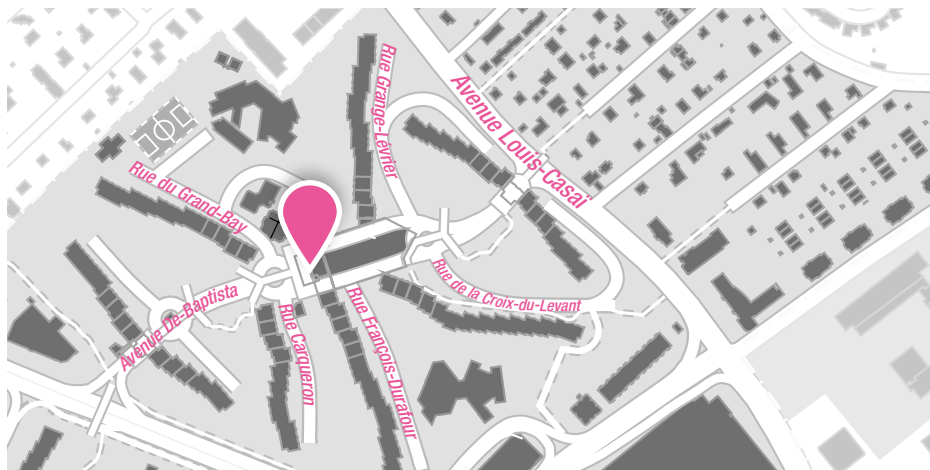 Rue Grange-Lévrier
Avenue Louis-Casaï
Rue du Grand-Bay
Rue de la Croix-du-Levant
Avenue De-Baptista
Rue Carqueron
Rue François-Durafour